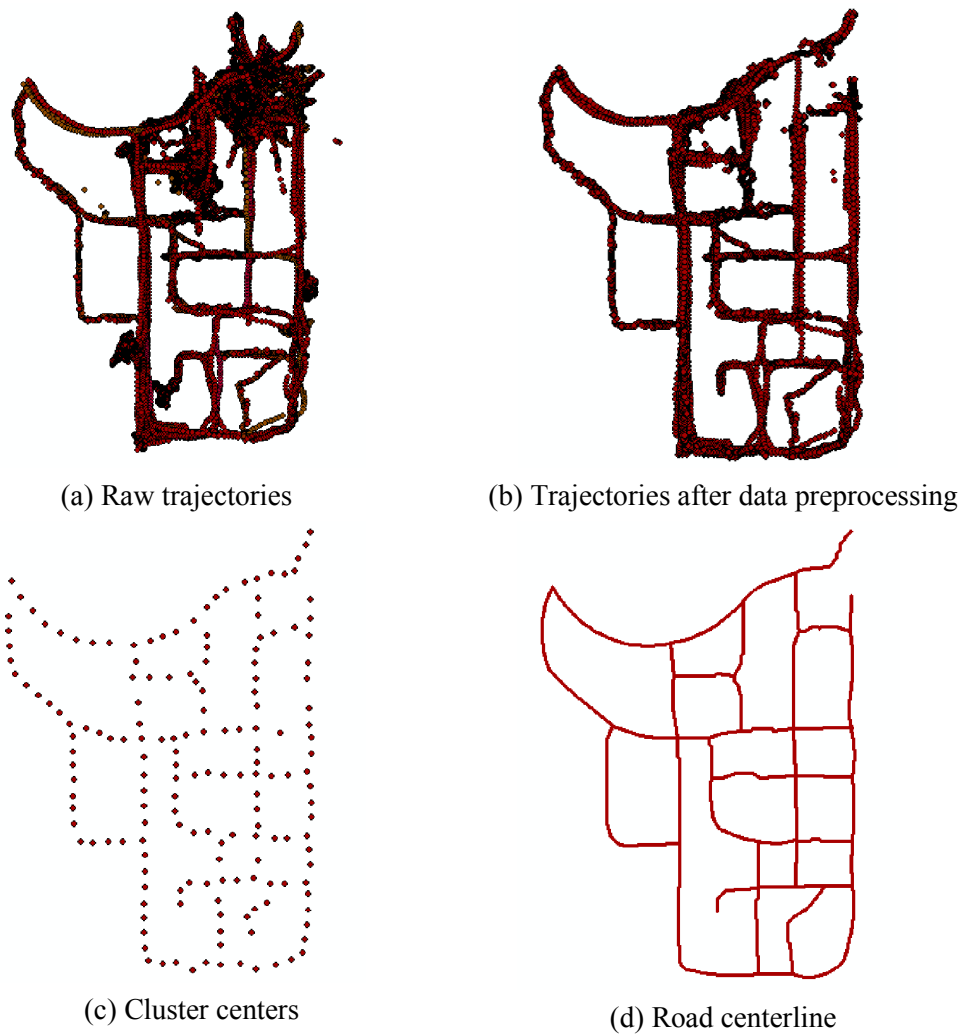 (a) Raw trajectories
(b) Trajectories after data preprocessing
(c) Cluster centers
(d) Road centerline